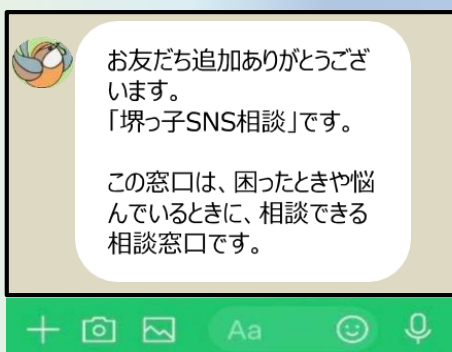 お友だち追加ありがとうござ
います。
「堺っ子SNS相談」です。
この窓口は、困ったときや悩
んでいるときに、相談できる
相談窓口です。
Aa